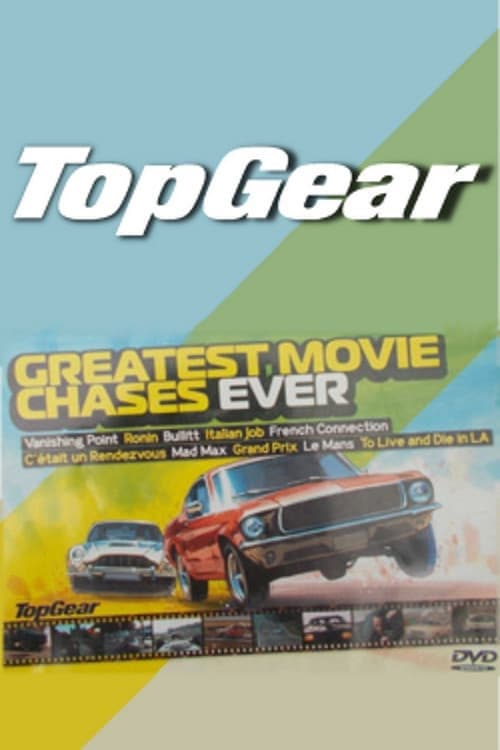 TopGear
GREATEST MOVIE
CHASES EVER
Vanishing Point Ronin Bullitt Italian Job French Connection
C'était un Rendezvous Mad Max Grand Prix Le Mans To Live and Die in LA
TopGear
DVD